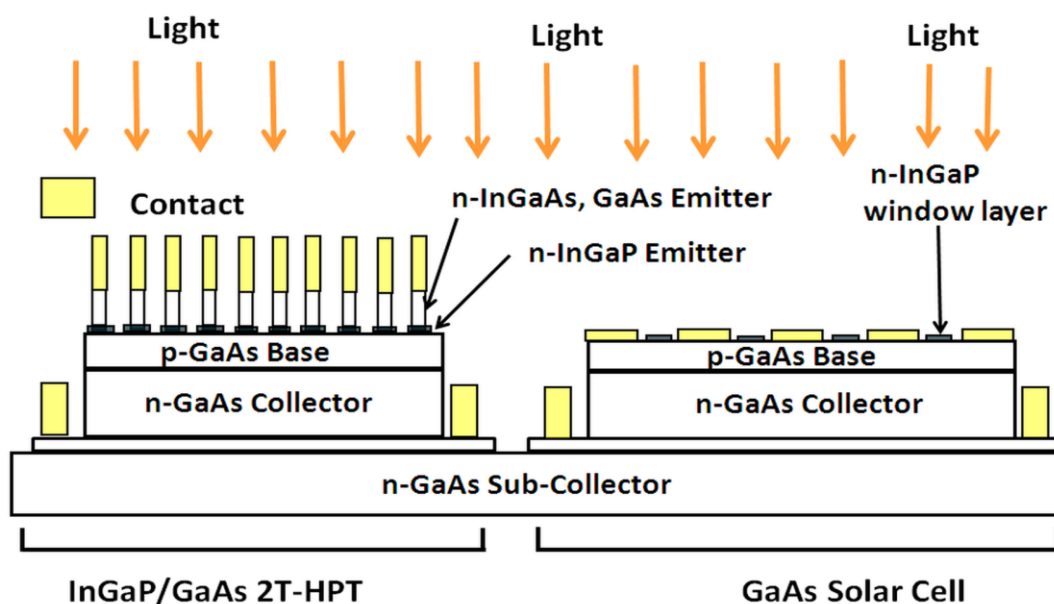 Light
Light
Light
Contact
n-InGaAs, GaAs Emitter
n-InGaP
window layer
n-InGaP Emitter
p-GaAs Base
p-GaAs Base
n-GaAs Collector
n-GaAs Collector
n-GaAs Sub-Collector
InGaP/GaAs 2T-HPT
GaAs Solar Cell